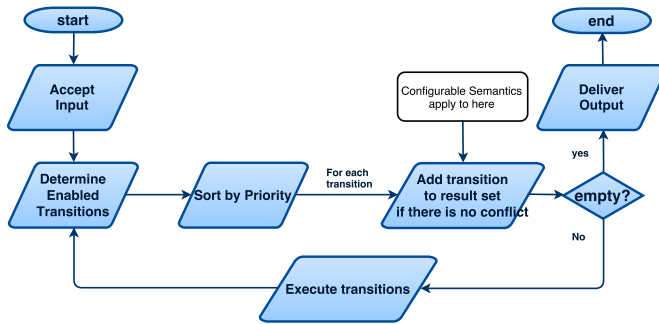 start
end
Accept
Input
Configurable Semantics
apply to here
Deliver
Output
Determine
Enabled
Transitions
Sort by Priority
For each
transition
Add transition
to result set
if there is no conflict
yes
empty?
No
Execute transitions